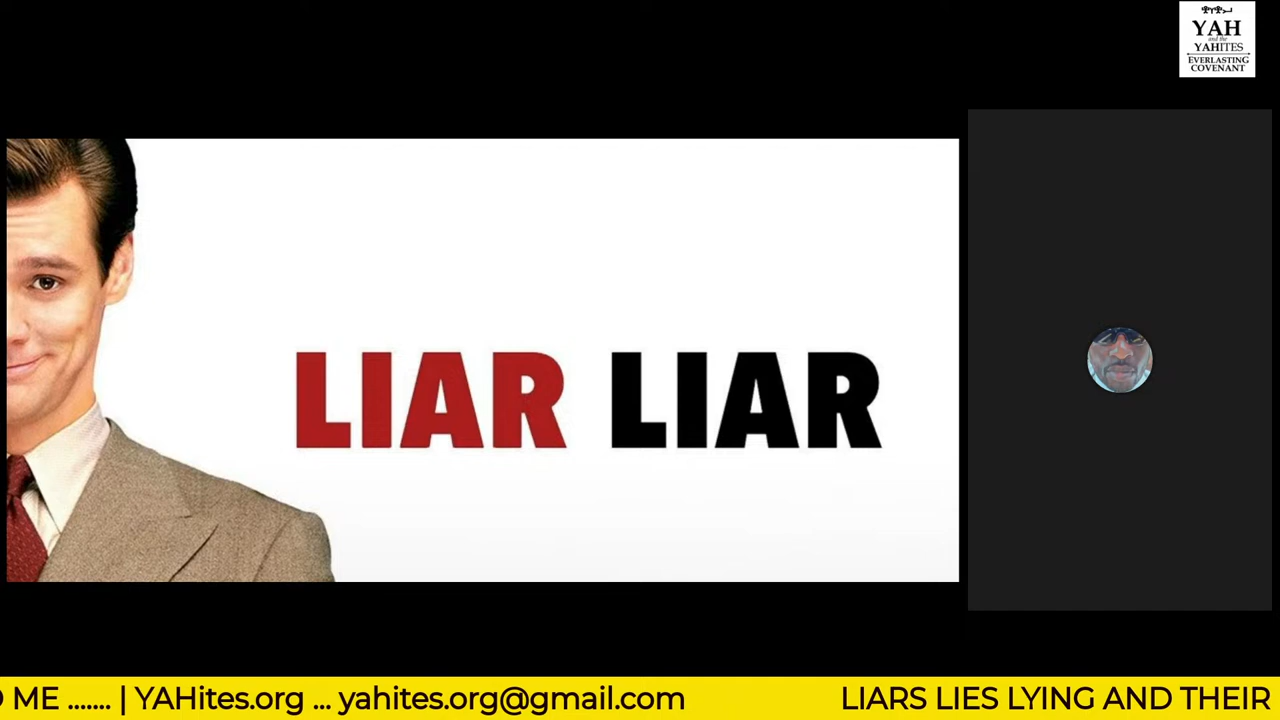 YAH
and the
YAHITES
EVERLASTING
COVENANT
LIAR LIAR
ME ....... | YAHites.org ... yahites.org@gmail.com LIARS LIES LYING AND THEIR